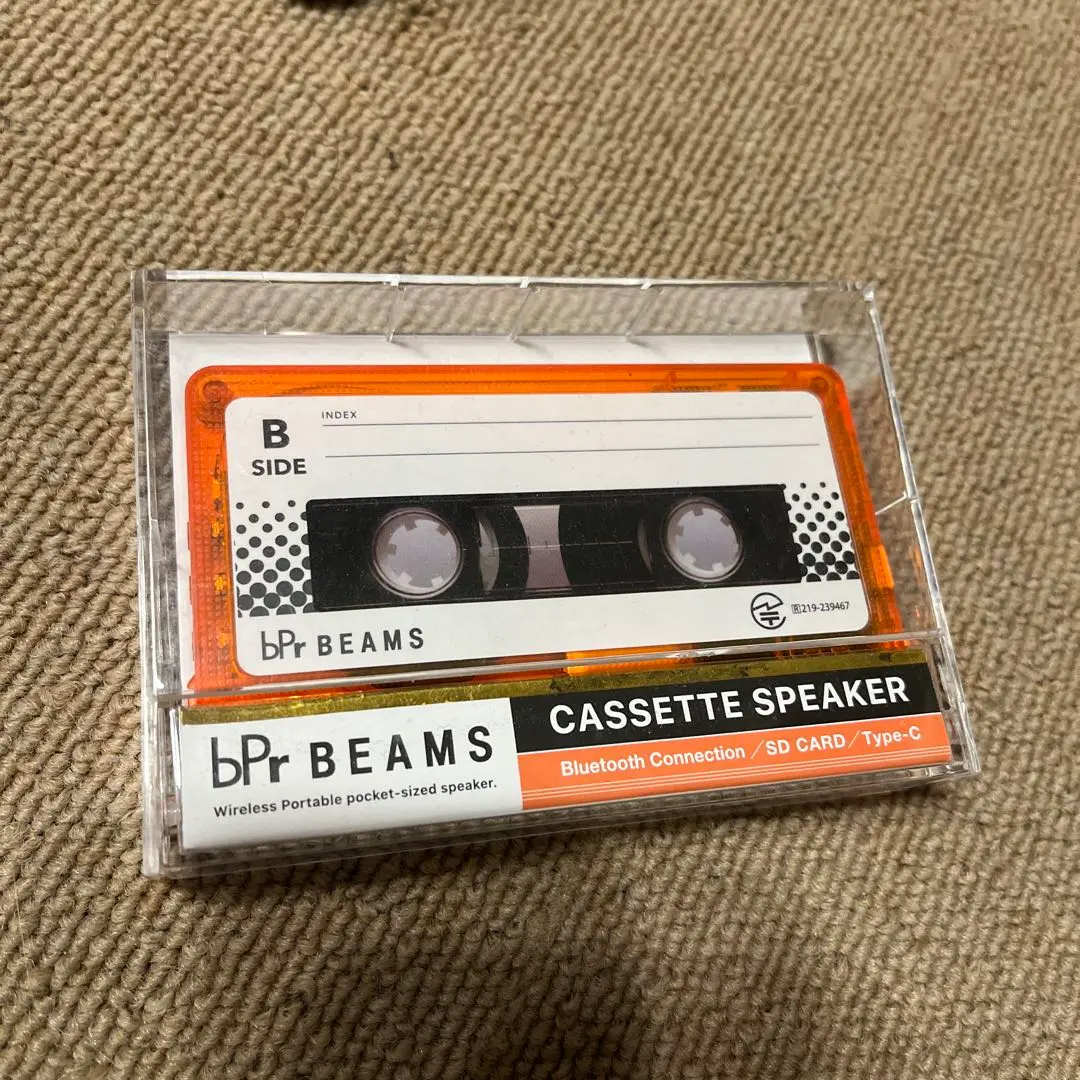 B
SIDE
INDEX
bPr BEAMS
R 219-239467
CASSETTE SPEAKER
Bluetooth Connection / SD CARD / Type-C
bPr BEAMS
Wireless Portable pocket-sized speaker.